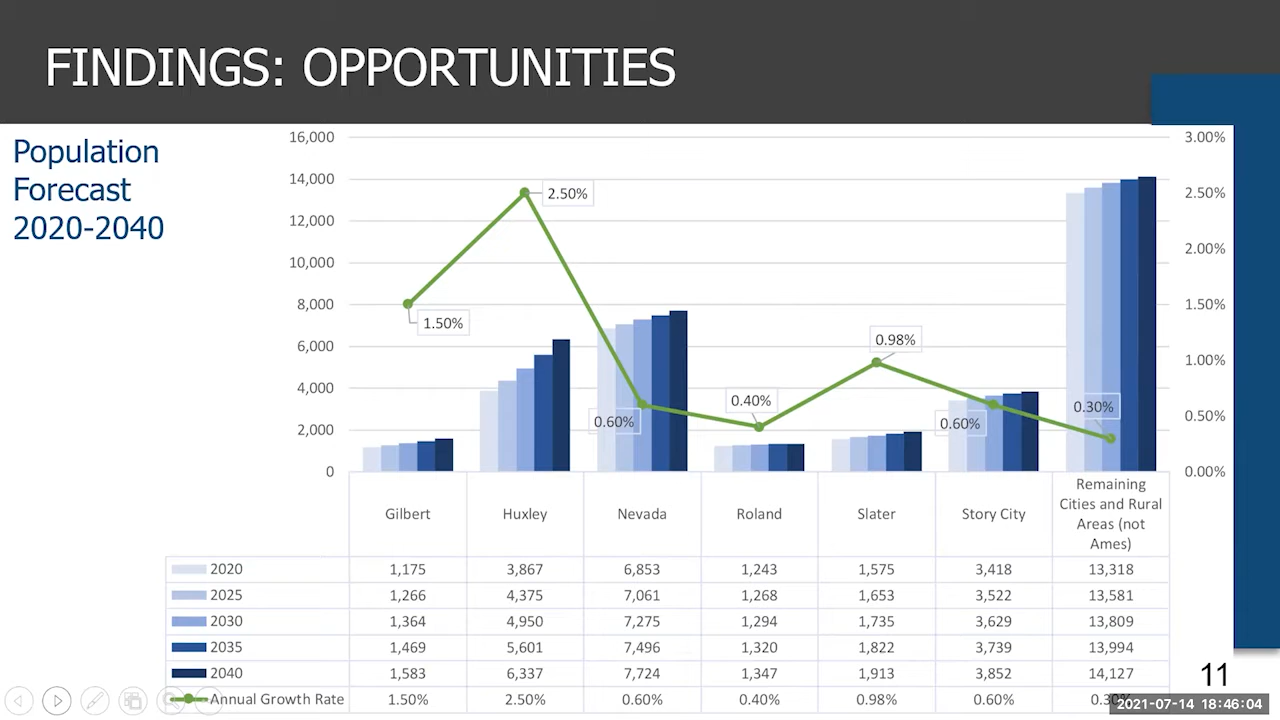 FINDINGS: OPPORTUNITIES
Population
Forecast
2020-2040
16,000
14,000
12,000
10,000
8,000
6,000
4,000
2,000
0
3.00%
2.50%
2.00%
1.50%
1.00%
0.50%
0.00%
1.50%
2.50%
0.60%
0.40%
0.98%
0.60%
0.30%
Gilbert Huxley Nevada Roland Slater Story City
Remaining
Cities and Rural
Areas (not
Ames)
2020 1,175 3,867 6,853 1,243 1,575 3,418 13,318
2025 1,266 4,375 7,061 1,268 1,653 3,522 13,581
2030 1,364 4,950 7,275 1,294 1,735 3,629 13,809
2035 1,469 5,601 7,496 1,320 1,822 3,739 13,994
2040 1,583 6,337 7,724 1,347 1,913 3,852 14,127
Annual Growth Rate 1.50% 2.50% 0.60% 0.40% 0.98% 0.60% 0.30%
11
2021-07-14 18:46:04